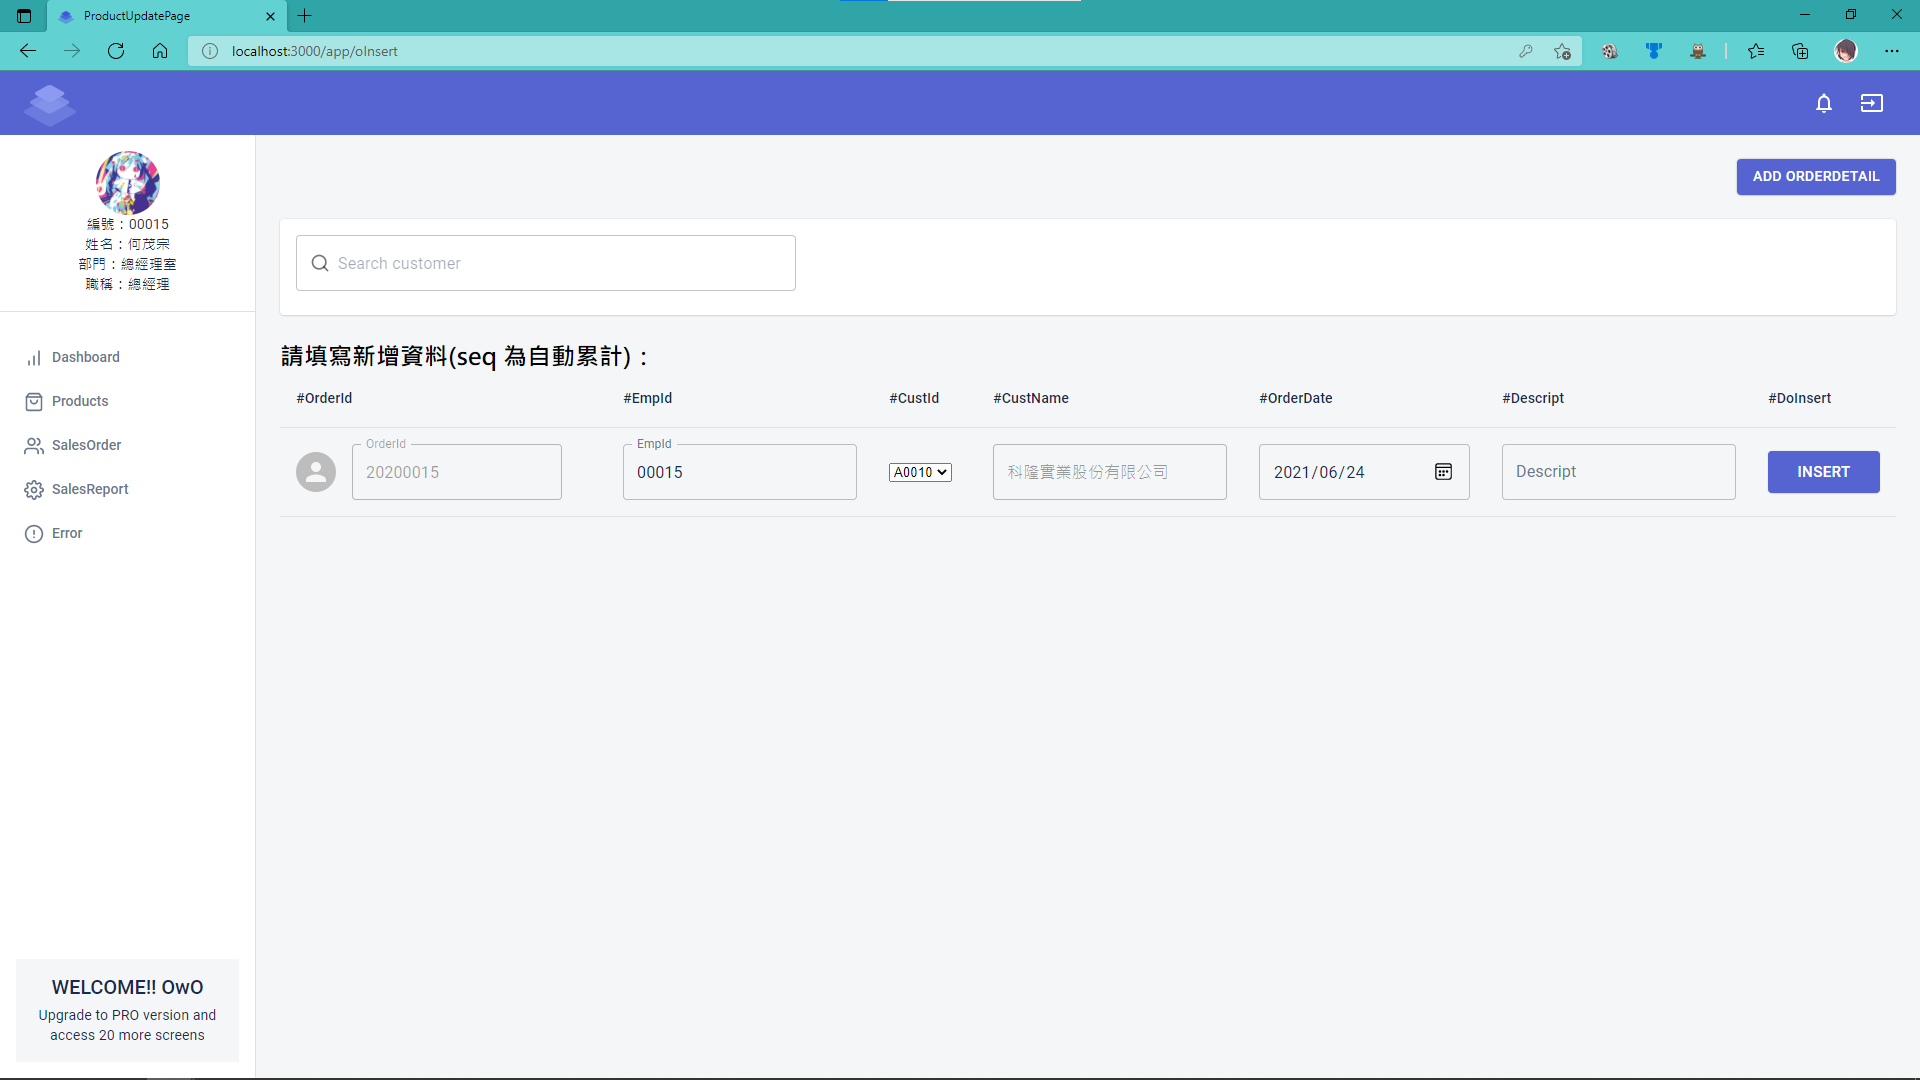 ProductUpdatePage
localhost:3000/app/oInsert
編號：00015
姓名：何茂宗
部門：總經理室
職稱：總經理
Dashboard
Products
SalesOrder
SalesReport
Error
WELCOME!! OwO
Upgrade to PRO version and
access 20 more screens
ADD ORDERDETAIL
Search customer
請填寫新增資料(seq 為自動累計)：
#OrderId #EmpId #CustId #CustName #OrderDate #Descript #DoInsert
OrderId EmpId
20200015 00015 A0010 科隆實業股份有限公司 2021/06/24 Descript INSERT